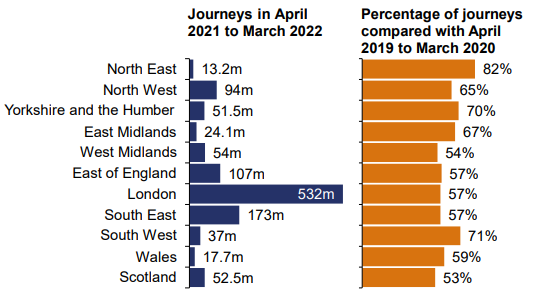 Journeys in April
2021 to March 2022
Percentage of journeys
compared with April
2019 to March 2020
North East 13.2m 82%
North West 94m 65%
Yorkshire and the Humber 51.5m 70%
East Midlands 24.1m 67%
West Midlands 54m 54%
East of England 107m 57%
London 532m 57%
South East 173m 57%
South West 37m 71%
Wales 17.7m 59%
Scotland 52.5m 53%